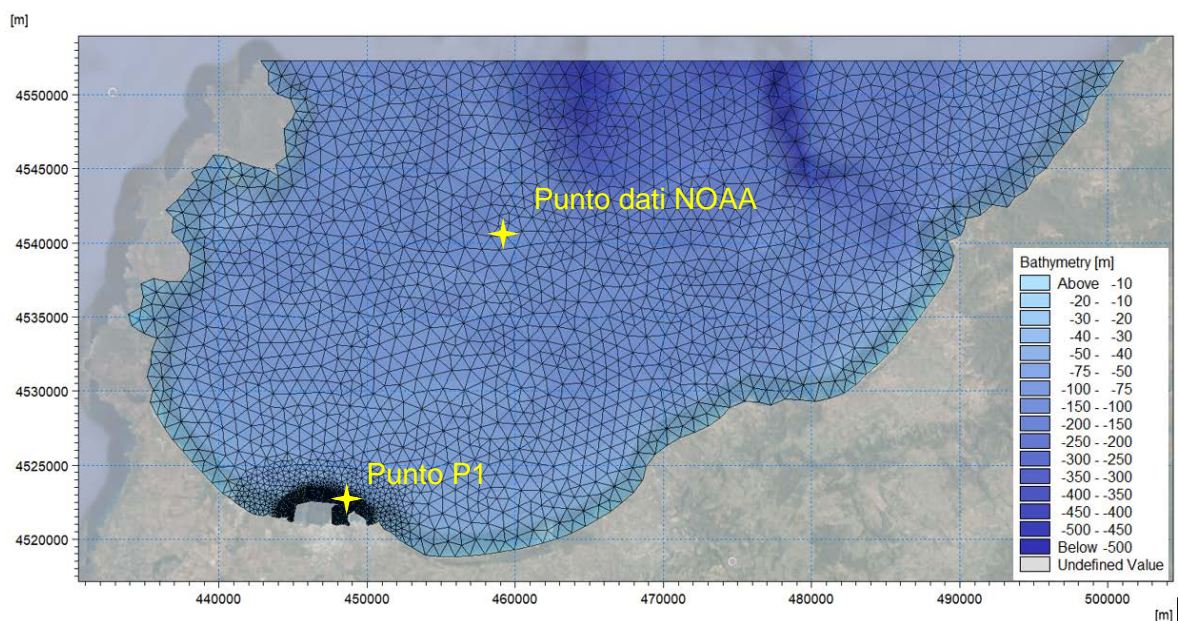 [m]
4550000
4545000
4540000
4535000
4530000
4525000
4520000
Punto dati NOAA
Punto P1
Bathymetry [m]
Above -10
-20 - -10
-30 - -20
-40 - -30
-50 - -40
-75 - -50
-100 - -75
-150 - -100
-200 - -150
-250 - -200
-300 - -250
-350 - -300
-400 - -350
-450 - -400
-500 - -450
Below -500
Undefined Value
440000 450000 460000 470000 480000 490000 500000
[m]